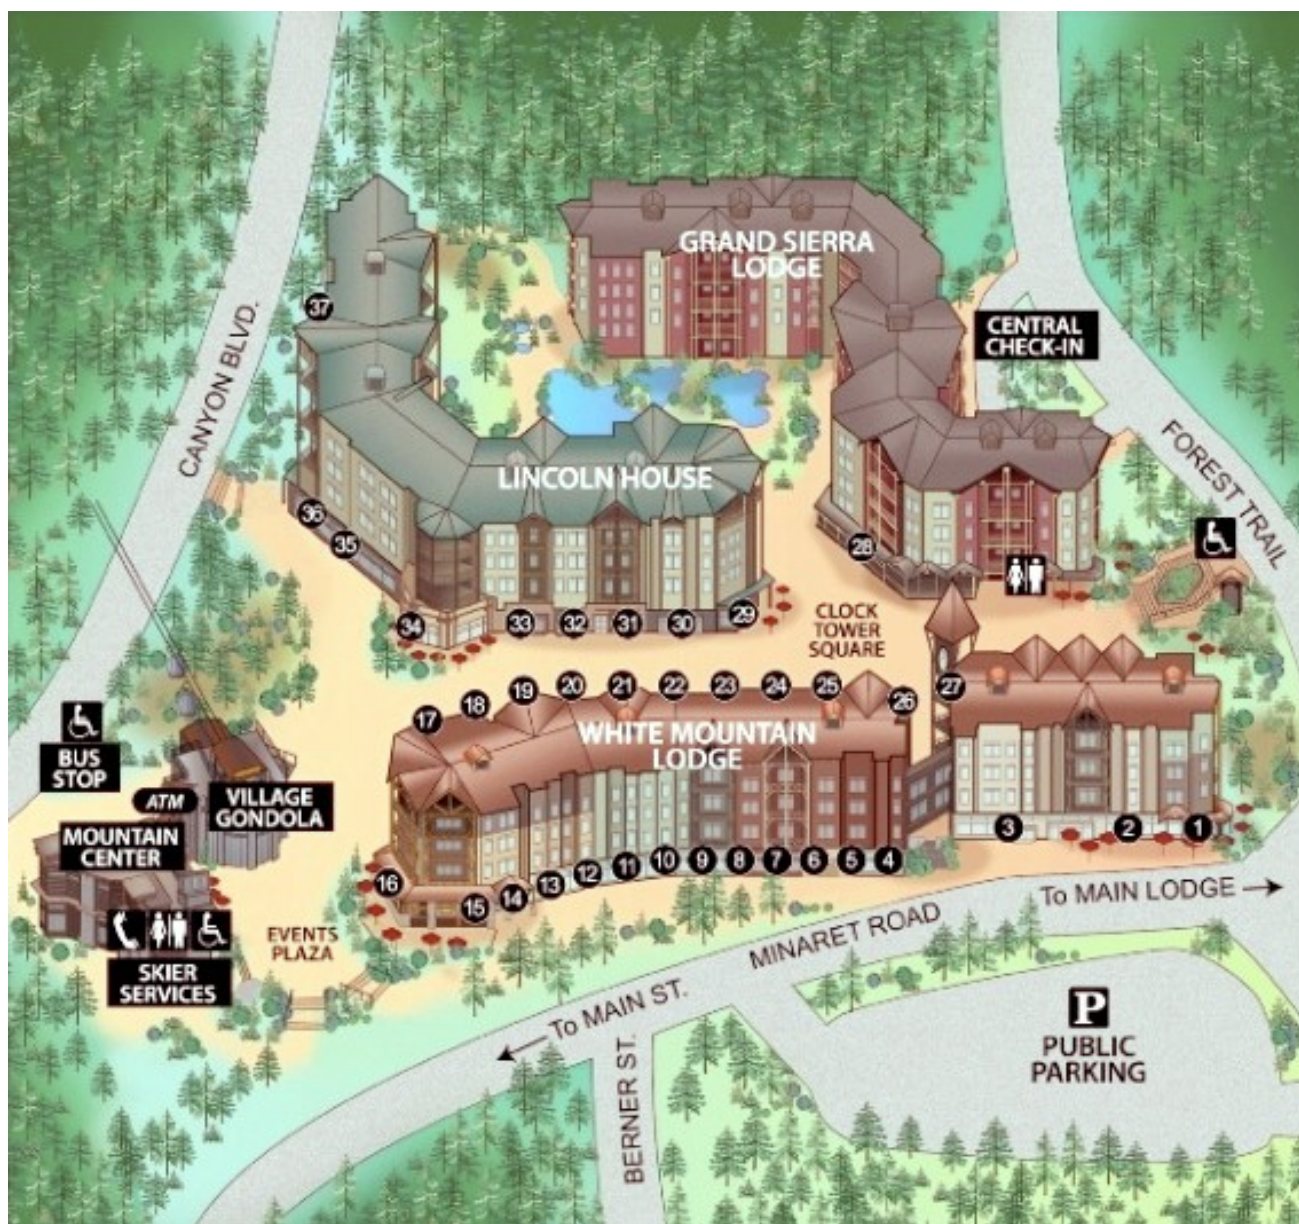 GRAND SIERRA
LODGE
37
CENTRAL
CHECK-IN
CANYON BLVD.
FOREST TRAIL
LINCOLN HOUSE
36
35
28
34
33
32
31
30
29
CLOCK
TOWER
SQUARE
17
18
19
20
21
22
23
24
25
26
27
WHITE MOUNTAIN
LODGE
BUS
STOP
ATM
VILLAGE
GONDOLA
MOUNTAIN
CENTER
16
15
14
13
12
11
10
9
8
7
6
5
4
3
2
1
To MAIN LODGE
EVENTS
PLAZA
SKIER
SERVICES
MINARET ROAD
To MAIN ST.
BERNER ST.
P
PUBLIC
PARKING